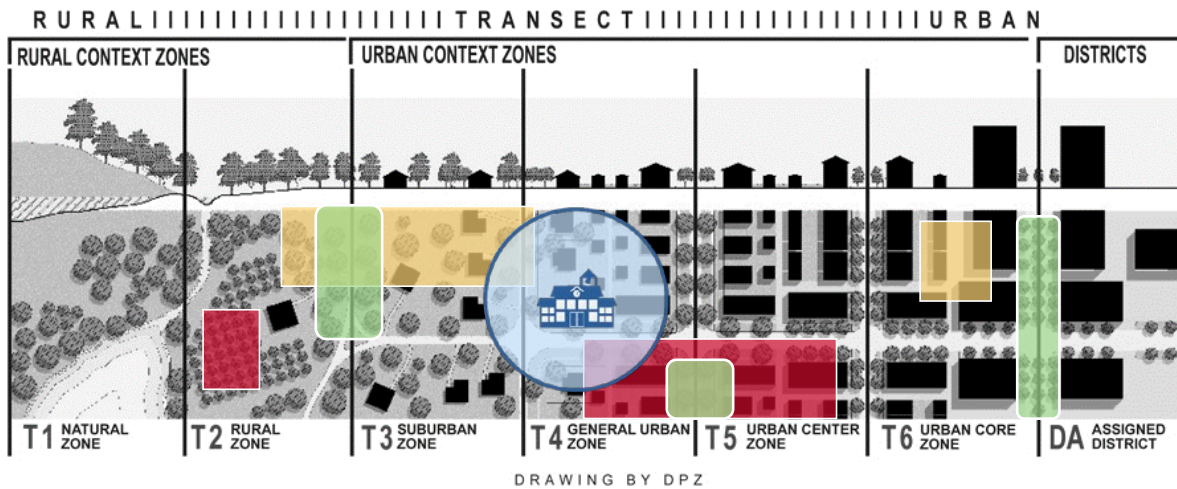 RURAL TRANSECT URBAN
RURAL CONTEXT ZONES
URBAN CONTEXT ZONES
DISTRICTS
T1 NATURAL ZONE
T2 RURAL ZONE
T3 SUBURBAN ZONE
T4 GENERAL URBAN ZONE
T5 URBAN CENTER ZONE
T6 URBAN CORE ZONE
DA ASSIGNED DISTRICT
DRAWING BY DPZ